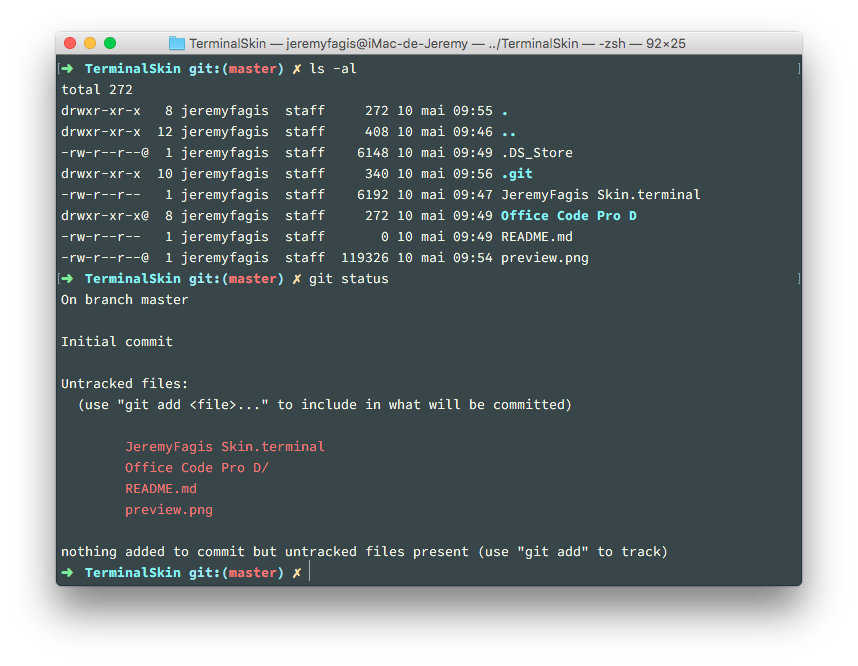 TerminalSkin — jeremyfagis@iMac-de-Jeremy — ../TerminalSkin — -zsh — 92×25
[➜  TerminalSkin git:(master) ✗ ls -al ]
total 272
drwxr-xr-x   8 jeremyfagis  staff     272 10 mai 09:55 .
drwxr-xr-x  12 jeremyfagis  staff     408 10 mai 09:46 ..
-rw-r--r--@  1 jeremyfagis  staff    6148 10 mai 09:49 .DS_Store
drwxr-xr-x  10 jeremyfagis  staff     340 10 mai 09:56 .git
-rw-r--r--   1 jeremyfagis  staff    6192 10 mai 09:47 JeremyFagis Skin.terminal
drwxr-xr-x@  8 jeremyfagis  staff     272 10 mai 09:49 Office Code Pro D
-rw-r--r--   1 jeremyfagis  staff       0 10 mai 09:49 README.md
-rw-r--r--@  1 jeremyfagis  staff  119326 10 mai 09:54 preview.png
[➜  TerminalSkin git:(master) ✗ git status ]
On branch master
Initial commit
Untracked files:
  (use "git add <file>..." to include in what will be committed)
        JeremyFagis Skin.terminal
        Office Code Pro D/
        README.md
        preview.png
nothing added to commit but untracked files present (use "git add" to track)
➜  TerminalSkin git:(master) ✗